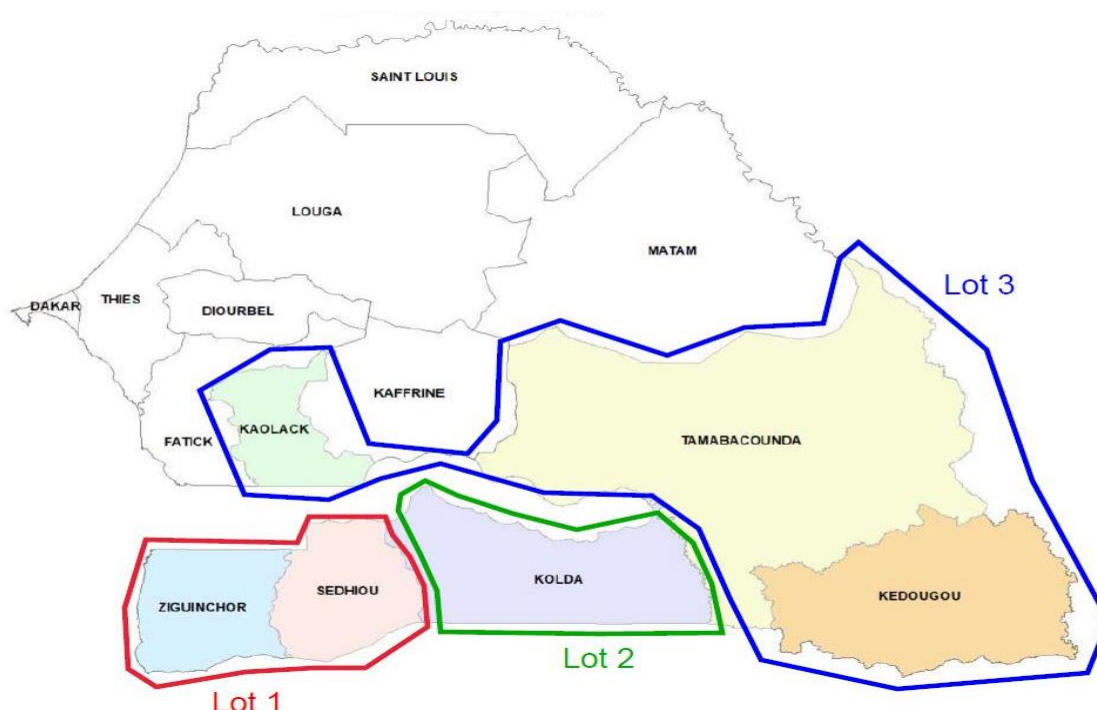 SAINT LOUIS
LOUGA
MATAM
Lot 3
DAKAR
THIES
DIOURBEL
KAFFRINE
FATICK
KAOLACK
TAMABACOUNDA
ZIGUINCHOR
SEDHIOU
KOLDA
KEDOUGOU
Lot 2
Lot 1